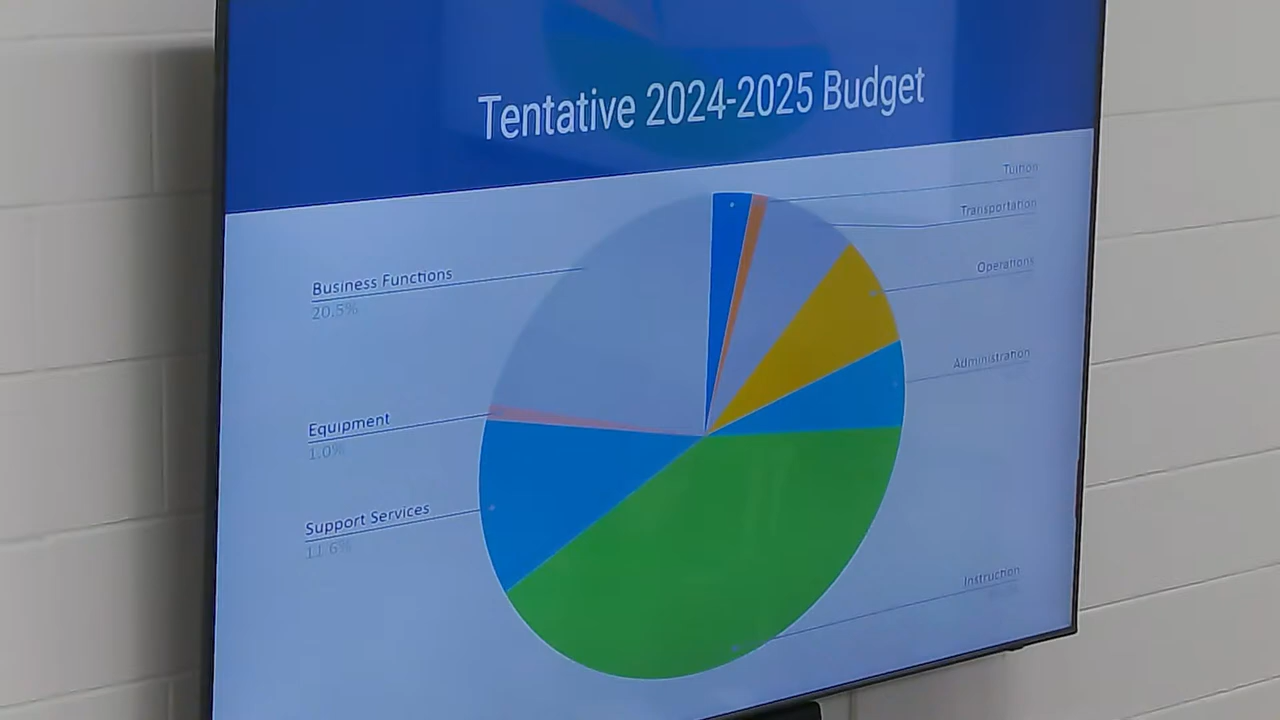 Tentative 2024-2025 Budget
Tuition
Transportation
Operations
Administration
Instruction
Business Functions
20.5%
Equipment
1.0%
Support Services
11.6%